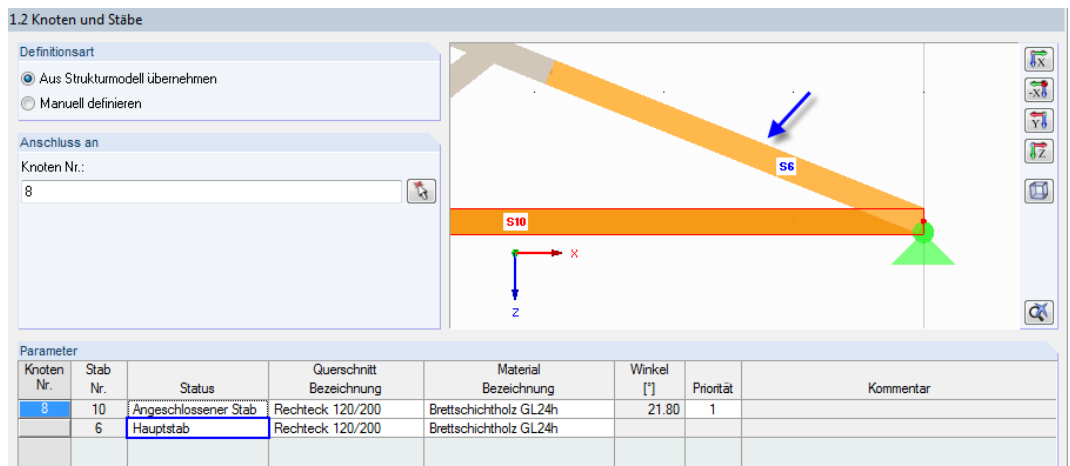 1.2 Knoten und Stäbe
Definitionsart
Aus Strukturmodell übernehmen
Manuell definieren
Anschluss an
Knoten Nr.:
8
S6
S10
X
Z
X
-X
Y
Z
Parameter
Knoten Nr. Stab Nr. Status Querschnitt Bezeichnung Material Bezeichnung Winkel [°] Priorität Kommentar
8 10 Angeschlossener Stab Rechteck 120/200 Brettschichtholz GL24h 21.80 1
6 Hauptstab Rechteck 120/200 Brettschichtholz GL24h